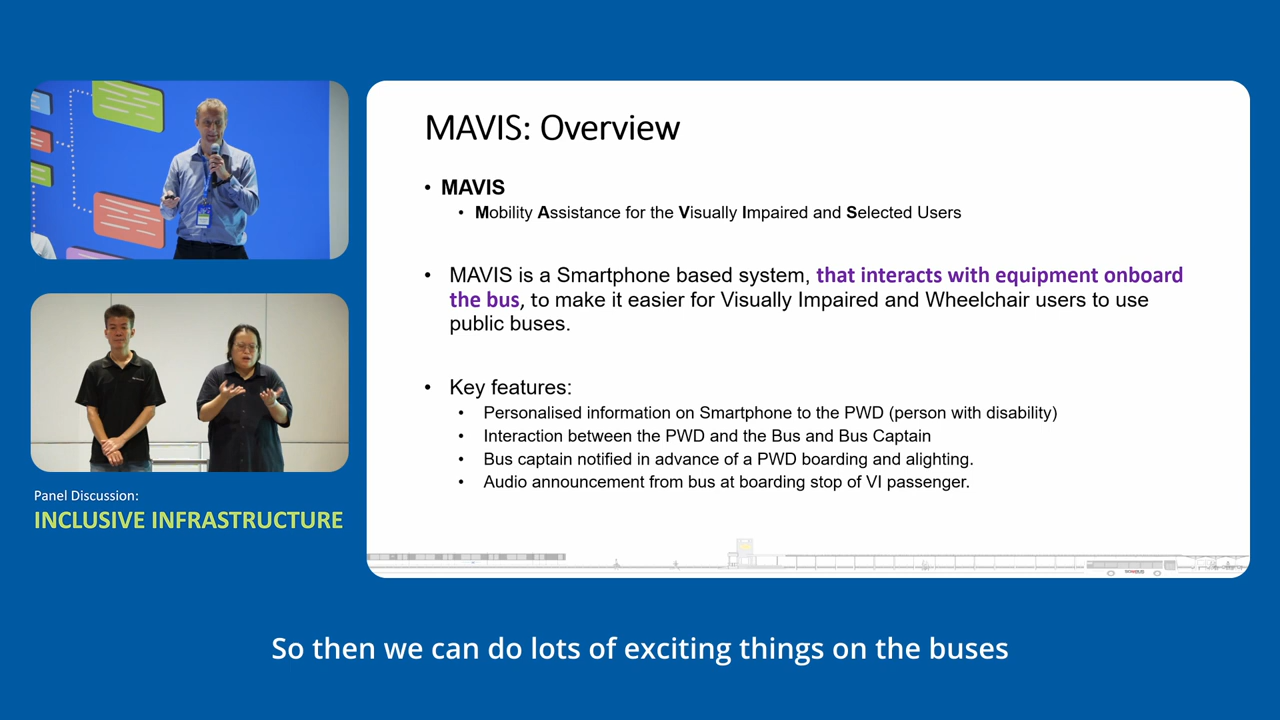 MAVIS: Overview
• MAVIS
• Mobility Assistance for the Visually Impaired and Selected Users
• MAVIS is a Smartphone based system, that interacts with equipment onboard
the bus, to make it easier for Visually Impaired and Wheelchair users to use
public buses.
• Key features:
• Personalised information on Smartphone to the PWD (person with disability)
• Interaction between the PWD and the Bus and Bus Captain
• Bus captain notified in advance of a PWD boarding and alighting.
• Audio announcement from bus at boarding stop of VI passenger.
Panel Discussion:
INCLUSIVE INFRASTRUCTURE
So then we can do lots of exciting things on the buses